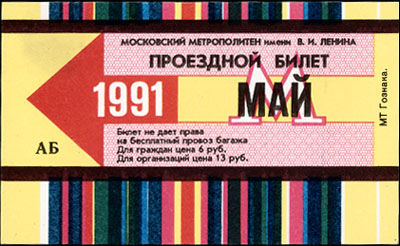 МОСКОВСКИЙ МЕТРОПОЛИТЕН имени В. И. ЛЕНИНА
ПРОЕЗДНОЙ БИЛЕТ
1991
М
МАЙ
Билет не дает права
на бесплатный провоз багажа
Для граждан цена 6 руб.
Для организаций цена 13 руб.
АБ
МТ Гознака.